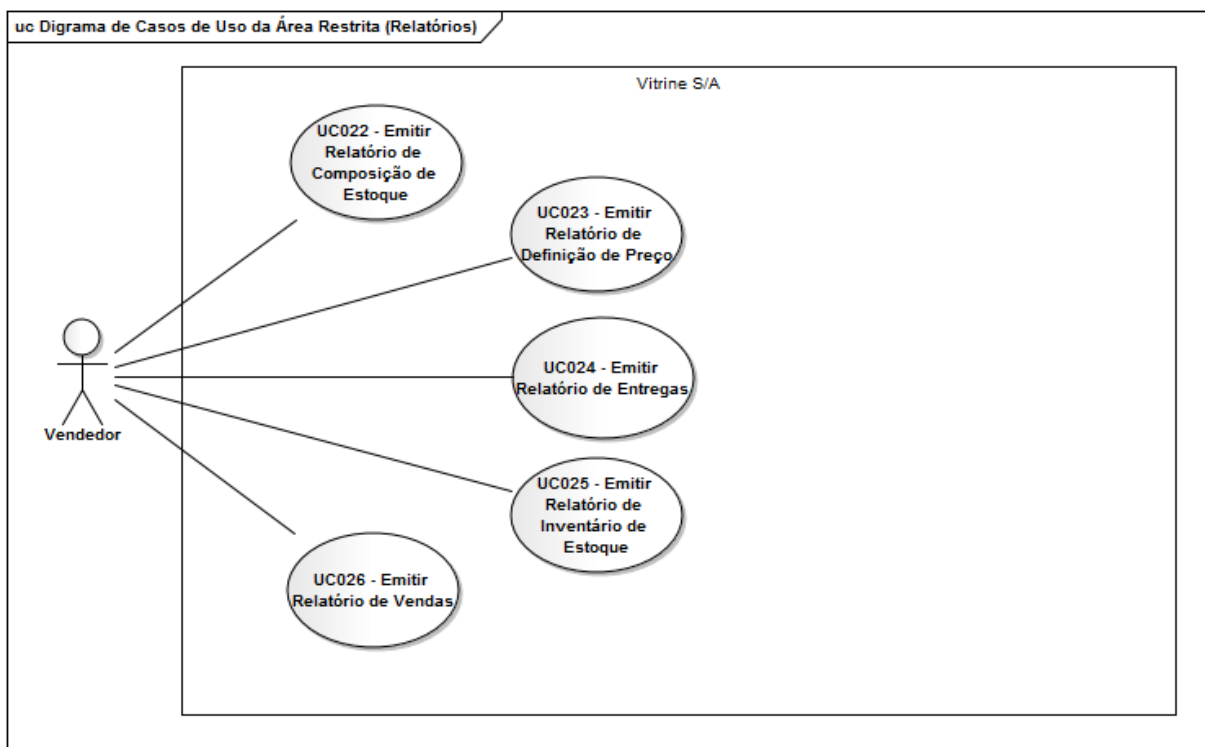 uc Digrama de Casos de Uso da Área Restrita (Relatórios)
Vitrine S/A
UC022 - Emitir
Relatório de
Composição de
Estoque
UC023 - Emitir
Relatório de
Definição de Preço
UC024 - Emitir
Relatório de Entregas
Vendedor
UC025 - Emitir
Relatório de
Inventário de
Estoque
UC026 - Emitir
Relatório de Vendas